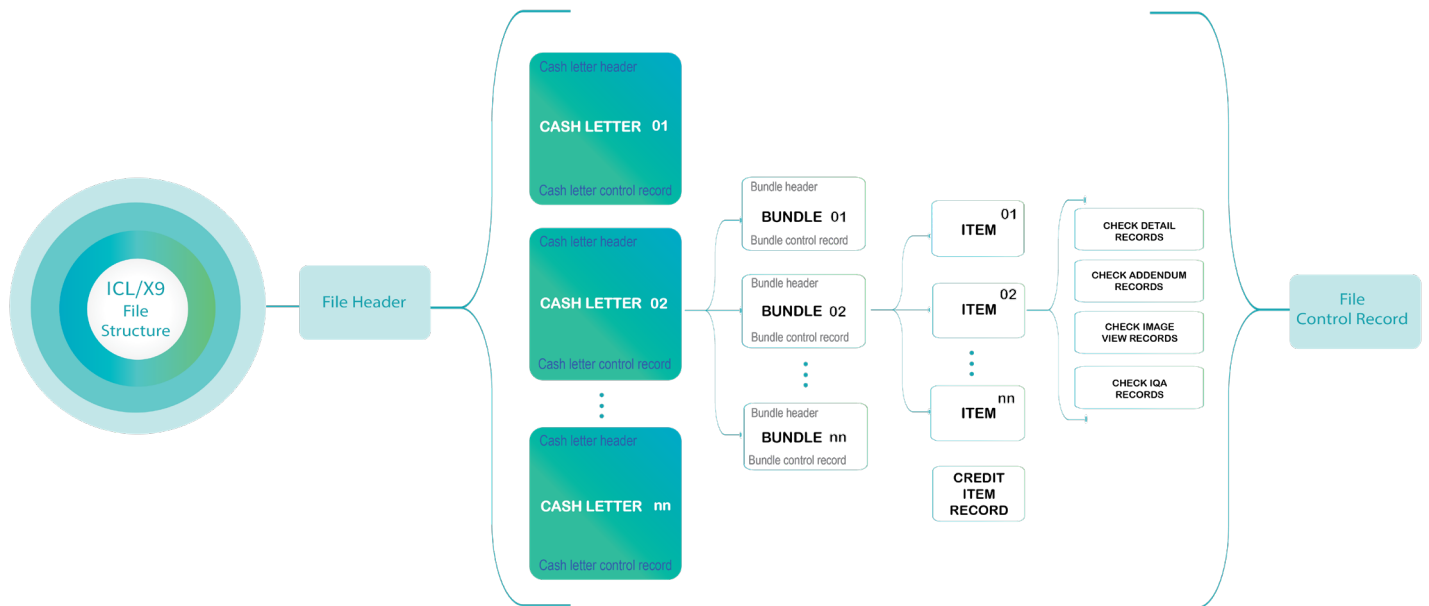 ICL/X9
File
Structure
File Header
Cash letter header
CASH LETTER 01
Cash letter control record
Cash letter header
CASH LETTER 02
Cash letter control record
Cash letter header
CASH LETTER nn
Cash letter control record
Bundle header
BUNDLE 01
Bundle control record
Bundle header
BUNDLE 02
Bundle control record
Bundle header
BUNDLE nn
Bundle control record
ITEM 01
ITEM 02
ITEM nn
CREDIT
ITEM
RECORD
CHECK DETAIL
RECORDS
CHECK ADDENDUM
RECORDS
CHECK IMAGE
VIEW RECORDS
CHECK IQA
RECORDS
File
Control Record